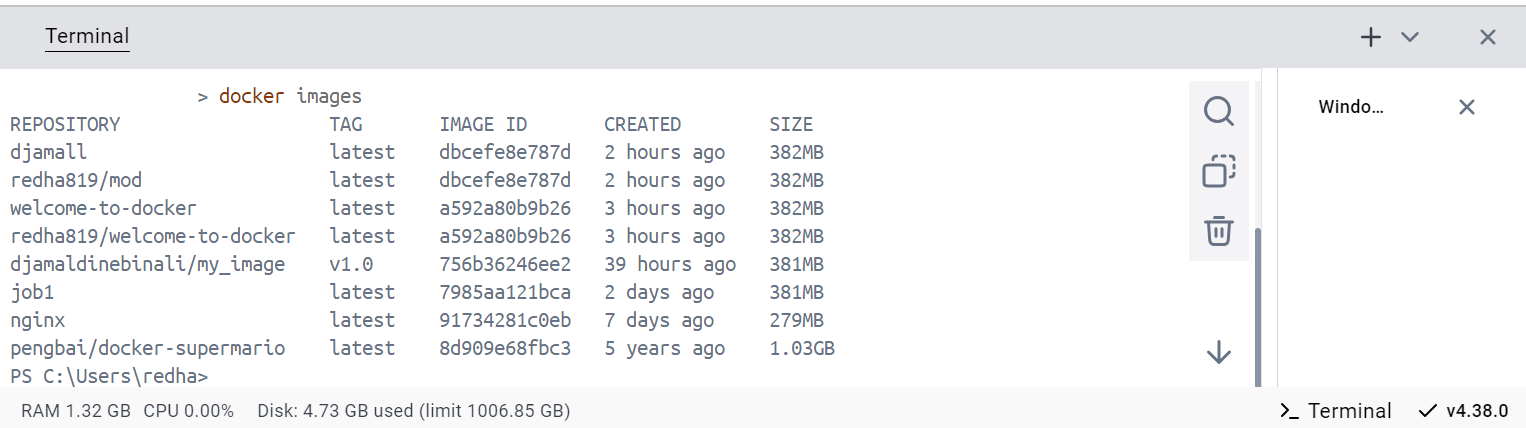 Terminal
> docker images
REPOSITORY TAG IMAGE ID CREATED SIZE
djamall latest dbcefe8e787d 2 hours ago 382MB
redha819/mod latest dbcefe8e787d 2 hours ago 382MB
welcome-to-docker latest a592a80b9b26 3 hours ago 382MB
redha819/welcome-to-docker latest a592a80b9b26 3 hours ago 382MB
djamaldinebinali/my_image v1.0 756b36246ee2 39 hours ago 381MB
job1 latest 7985aa121bca 2 days ago 381MB
nginx latest 91734281c0eb 7 days ago 279MB
pengbai/docker-supermario latest 8d909e68fbc3 5 years ago 1.03GB
PS C:\Users\redha>
Windo...
RAM 1.32 GB CPU 0.00% Disk: 4.73 GB used (limit 1006.85 GB) >_ Terminal v4.38.0